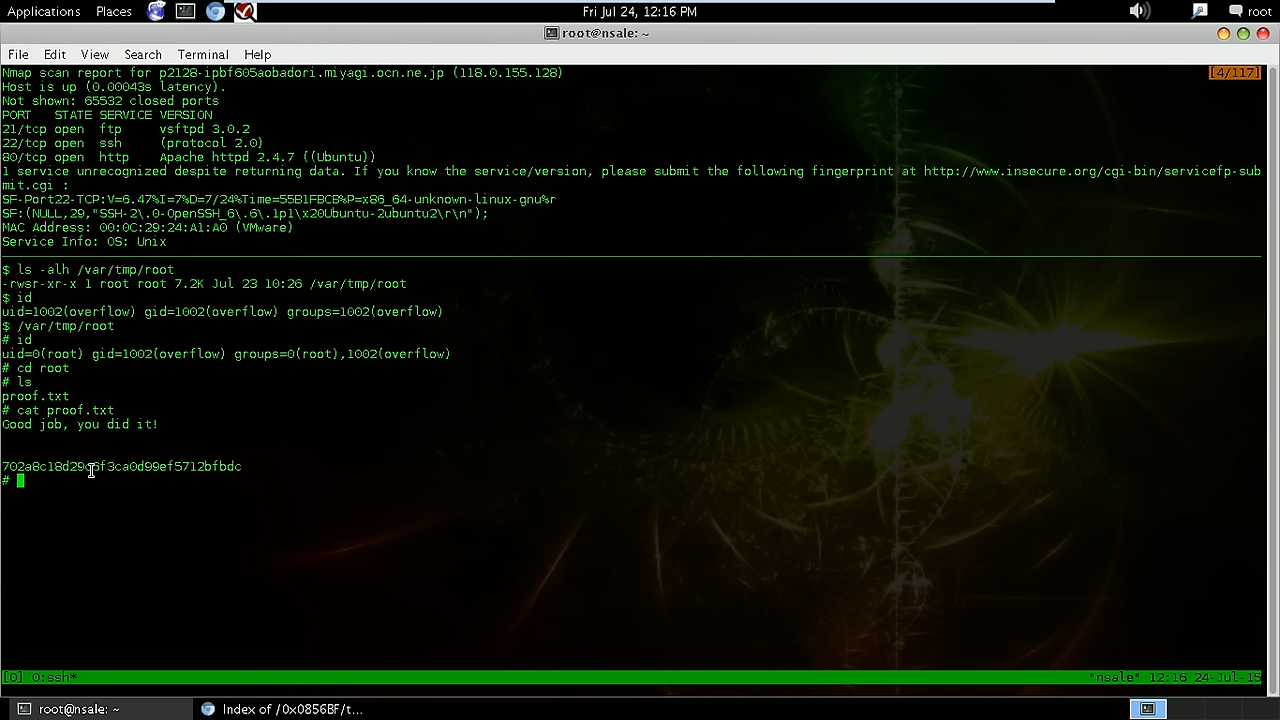 Applications Places Fri Jul 24, 12:16 PM root
root@nsale: ~
File Edit View Search Terminal Help
Nmap scan report for p2128-ipbf605aobadori.miyagi.ocn.ne.jp (118.0.155.128) [4/117]
Host is up (0.00043s latency).
Not shown: 65532 closed ports
PORT STATE SERVICE VERSION
21/tcp open ftp vsftpd 3.0.2
22/tcp open ssh (protocol 2.0)
80/tcp open http Apache httpd 2.4.7 ((Ubuntu))
1 service unrecognized despite returning data. If you know the service/version, please submit the following fingerprint at http://www.insecure.org/cgi-bin/servicefp-sub
mit.cgi :
SF-Port22-TCP:V=6.47%I=7%D=7/24%Time=55B1FBCB%P=x86_64-unknown-linux-gnu%r
SF:(NULL,29,"SSH-2\.0-OpenSSH_6\.6\.1p1\x20Ubuntu-2ubuntu2\r\n");
MAC Address: 00:0C:29:24:A1:A0 (VMware)
Service Info: OS: Unix
$ ls -alh /var/tmp/root
-rwsr-xr-x 1 root root 7.2K Jul 23 10:26 /var/tmp/root
$ id
uid=1002(overflow) gid=1002(overflow) groups=1002(overflow)
$ /var/tmp/root
# id
uid=0(root) gid=1002(overflow) groups=0(root),1002(overflow)
# cd root
# ls
proof.txt
# cat proof.txt
Good job, you did it!
702a8c18d29c6f3ca0d99ef5712bfbdc
#
[0] 0:ssh* "nsale" 12:16 24-Jul-15
root@nsale: ~ Index of /0x0856BF/t...